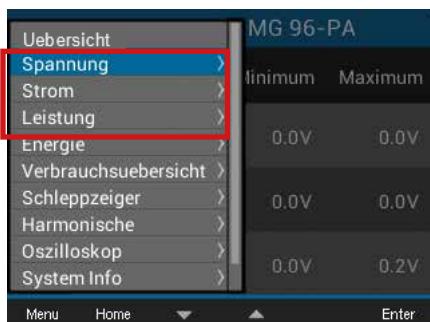 Uebersicht
MG 96-PA
Spannung
Minimum Maximum
Strom
Leistung
Energie
0.0V 0.0V
Verbrauchsuebersicht
Schleppzeiger
0.0V 0.0V
Harmonische
Oszilloskop
0.0V 0.2V
System Info
Menu Home Enter